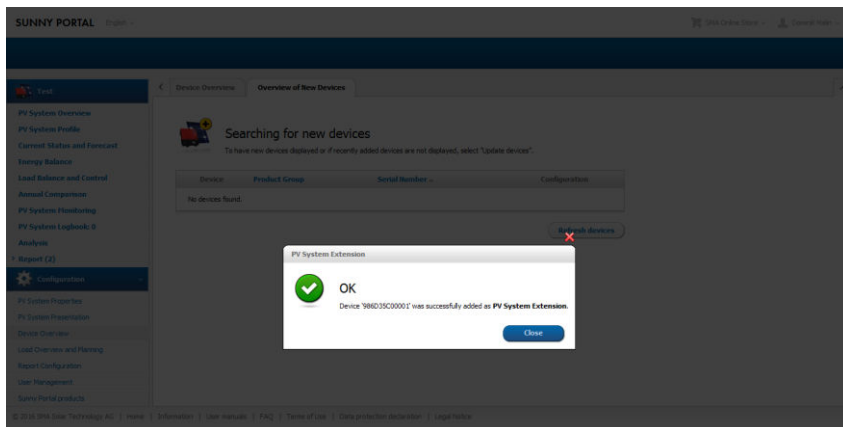 SUNNY PORTAL English
SMA Online Store
Test
Device Overview
Overview of New Devices
PV System Overview
PV System Profile
Current Status and Forecast
Energy Balance
Load Balance and Control
Annual Comparison
PV System Monitoring
PV System Logbook: 0
Analysis
Report (2)
Configuration
PV System Properties
PV System Presentation
Device Overview
Load Overview and Planning
Report Configuration
User Management
Sunny Portal products
Searching for new devices
To have new devices displayed or if recently added devices are not displayed, select "Update devices".
Device Product Group Serial Number Configuration
No devices found.
Refresh devices
PV System Extension
OK
Device '986D35C00001' was successfully added as PV System Extension.
Close
© 2016 SMA Solar Technology AG | Home | Information | User manuals | FAQ | Terms of Use | Data protection declaration | Legal Notice